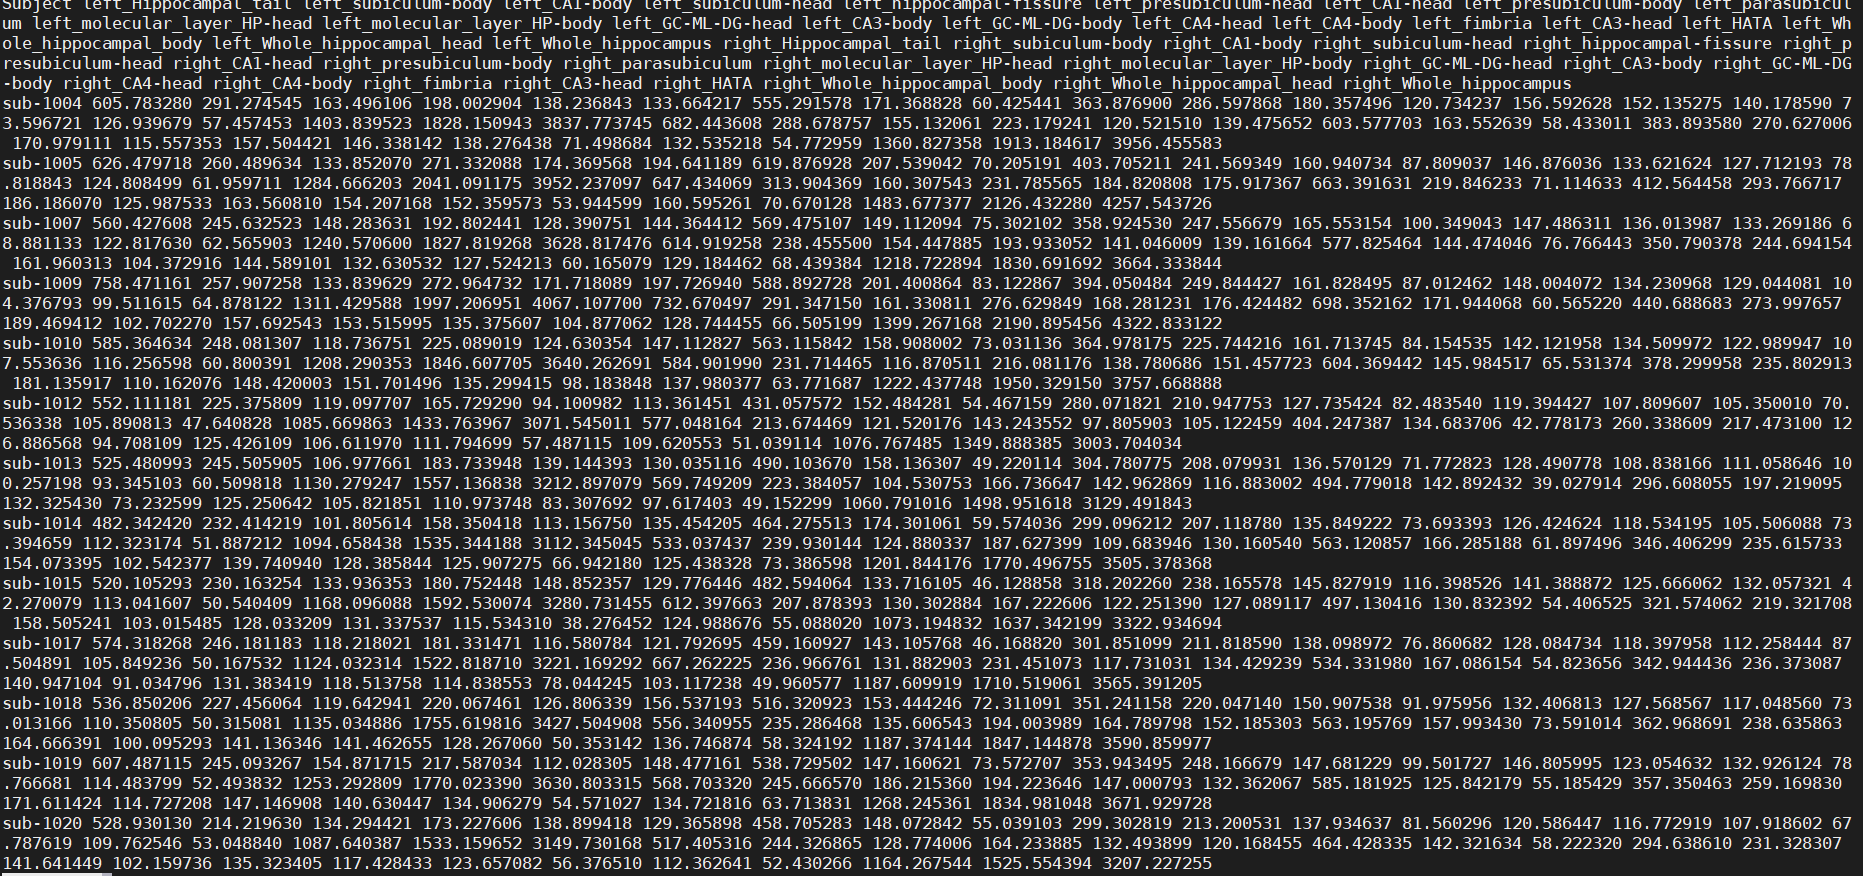 Subject left_Hippocampal_tail left_subiculum-body left_CA1-body left_subiculum-head left_hippocampal-fissure left_presubiculum-head left_CA1-head left_presubiculum-body left_parasubicul
um left_molecular_layer_HP-head left_molecular_layer_HP-body left_GC-ML-DG-head left_CA3-body left_GC-ML-DG-body left_CA4-head left_CA4-body left_fimbria left_CA3-head left_HATA left_Wh
ole_hippocampal_body left_Whole_hippocampal_head left_Whole_hippocampus right_Hippocampal_tail right_subiculum-body right_CA1-body right_subiculum-head right_hippocampal-fissure right_p
resubiculum-head right_CA1-head right_presubiculum-body right_parasubiculum right_molecular_layer_HP-head right_molecular_layer_HP-body right_GC-ML-DG-head right_CA3-body right_GC-ML-DG
-body right_CA4-head right_CA4-body right_fimbria right_CA3-head right_HATA right_Whole_hippocampal_body right_Whole_hippocampal_head right_Whole_hippocampus
sub-1004 605.783280 291.274545 163.496106 198.002904 138.236843 133.664217 555.291578 171.368828 60.425441 363.876900 286.597868 180.357496 120.734237 156.592628 152.135275 140.178590 7
3.596721 126.939679 57.457453 1403.839523 1828.150943 3837.773745 682.443608 288.678757 155.132061 223.179241 120.521510 139.475652 603.577703 163.552639 58.433011 383.893580 270.627006
170.979111 115.557353 157.504421 146.338142 138.276438 71.498684 132.535218 54.772959 1360.827358 1913.184617 3956.455583
sub-1005 626.479718 260.489634 133.852070 271.332088 174.369568 194.641189 619.876928 207.539042 70.205191 403.705211 241.569349 160.940734 87.809037 146.876036 133.621624 127.712193 78
.818843 124.808499 61.959711 1284.666203 2041.091175 3952.237097 647.434069 313.904369 160.307543 231.785565 184.820808 175.917367 663.391631 219.846233 71.114633 412.564458 293.766717
186.186070 125.987533 163.560810 154.207168 152.359573 53.944599 160.595261 70.670128 1483.677377 2126.432280 4257.543726
sub-1007 560.427608 245.632523 148.283631 192.802441 128.390751 144.364412 569.475107 149.112094 75.302102 358.924530 247.556679 165.553154 100.349043 147.486311 136.013987 133.269186 6
8.881133 122.817630 62.565903 1240.570600 1827.819268 3628.817476 614.919258 238.455500 154.447885 193.933052 141.046009 139.161664 577.825464 144.474046 76.766443 350.790378 244.694154
161.960313 104.372916 144.589101 132.630532 127.524213 60.165079 129.184462 68.439384 1218.722894 1830.691692 3664.333844
sub-1009 758.471161 257.907258 133.839629 272.964732 171.718089 197.726940 588.892728 201.400864 83.122867 394.050484 249.844427 161.828495 87.012462 148.004072 134.230968 129.044081 10
4.376793 99.511615 64.878122 1311.429588 1997.206951 4067.107700 732.670497 291.347150 161.330811 276.629849 168.281231 176.424482 698.352162 171.944068 60.565220 440.688683 273.997657
189.469412 102.702270 157.692543 153.515995 135.375607 104.877062 128.744455 66.505199 1399.267168 2190.895456 4322.833122
sub-1010 585.364634 248.081307 118.736751 225.089019 124.630354 147.112827 563.115842 158.908002 73.031136 364.978175 225.744216 161.713745 84.154535 142.121958 134.509972 122.989947 10
7.553636 116.256598 60.800391 1208.290353 1846.607705 3640.262691 584.901990 231.714465 116.870511 216.081176 138.780686 151.457723 604.369442 145.984517 65.531374 378.299958 235.802913
181.135917 110.162076 148.420003 151.701496 135.299415 98.183848 137.980377 63.771687 1222.437748 1950.329150 3757.668888
sub-1012 552.111181 225.375809 119.097707 165.729290 94.100982 113.361451 431.057572 152.484281 54.467159 280.071821 210.947753 127.735424 82.483540 119.394427 107.809607 105.350010 70.
536338 105.890813 47.640828 1085.669863 1433.763967 3071.545011 577.048164 213.674469 121.520176 143.243552 97.805903 105.122459 404.247387 134.683706 42.778173 260.338609 217.473100 12
6.886568 94.708109 125.426109 106.611970 111.794699 57.487115 109.620553 51.039114 1076.767485 1349.888385 3003.704034
sub-1013 525.480993 245.505905 106.977661 183.733948 139.144393 130.035116 490.103670 158.136307 49.220114 304.780775 208.079931 136.570129 71.772823 128.490778 108.838166 111.058646 10
0.257198 93.345103 60.509818 1130.279247 1557.136838 3212.897079 569.749209 223.384057 104.530753 166.736647 142.962869 116.883002 494.779018 142.892432 39.027914 296.608055 197.219095
132.325430 73.232599 125.250642 105.821851 110.973748 83.307692 97.617403 49.152299 1060.791016 1498.951618 3129.491843
sub-1014 482.342420 232.414219 101.805614 158.350418 113.156750 135.454205 464.275513 174.301061 59.574036 299.096212 207.118780 135.849222 73.693393 126.424624 118.534195 105.506088 73
.394659 112.323174 51.887212 1094.658438 1535.344188 3112.345045 533.037437 239.930144 124.880337 187.627399 109.683946 130.160540 563.120857 166.285188 61.897496 346.406299 235.615733
154.073395 102.542377 139.740940 128.385844 125.907275 66.942180 125.438328 73.386598 1201.844176 1770.496755 3505.378368
sub-1015 520.105293 230.163254 133.936353 180.752448 148.852357 129.776446 482.594064 133.716105 46.128858 318.202260 238.165578 145.827919 116.398526 141.388872 125.666062 132.057321 4
2.270079 113.041607 50.540409 1168.096088 1592.530074 3280.731455 612.397663 207.878393 130.302884 167.222606 122.251390 127.089117 497.130416 130.832392 54.406525 321.574062 219.321708
158.505241 103.015485 128.033209 131.337537 115.534310 38.276452 124.988676 55.088020 1073.194832 1637.342199 3322.934694
sub-1017 574.318268 246.181183 118.218021 181.331471 116.580784 121.792695 459.160927 143.105768 46.168820 301.851099 211.818590 138.098972 76.860682 128.084734 118.397958 112.258444 87
.504891 105.849236 50.167532 1124.032314 1522.818710 3221.169292 667.262225 236.966761 131.882903 231.451073 117.731031 134.429239 534.331980 167.086154 54.823656 342.944436 236.373087
140.947104 91.034796 131.383419 118.513758 114.838553 78.044245 103.117238 49.960577 1187.609919 1710.519061 3565.391205
sub-1018 536.850206 227.456064 119.642941 220.067461 126.806339 156.537193 516.320923 153.444246 72.311091 351.241158 220.047140 150.907538 91.975956 132.406813 127.568567 117.048560 73
.013166 110.350805 50.315081 1135.034886 1755.619816 3427.504908 556.340955 235.286468 135.606543 194.003989 164.789798 152.185303 563.195769 157.993430 73.591014 362.968691 238.635863
164.666391 100.095293 141.136346 141.462655 128.267060 50.353142 136.746874 58.324192 1187.374144 1847.144878 3590.859977
sub-1019 607.487115 245.093267 154.871715 217.587034 112.028305 148.477161 538.729502 147.160621 73.572707 353.943495 248.166679 147.681229 99.501727 146.805995 123.054632 132.926124 78
.766681 114.483799 52.493832 1253.292809 1770.023390 3630.803315 568.703320 245.666570 186.215360 194.223646 147.000793 132.362067 585.181925 125.842179 55.185429 357.350463 259.169830
171.611424 114.727208 147.146908 140.630447 134.906279 54.571027 134.721816 63.713831 1268.245361 1834.981048 3671.929728
sub-1020 528.930130 214.219630 134.294421 173.227606 138.899418 129.365898 458.705283 148.072842 55.039103 299.302819 213.200531 137.934637 81.560296 120.586447 116.772919 107.918602 67
.787619 109.762546 53.048840 1087.640387 1533.159652 3149.730168 517.405316 244.326865 128.774006 164.233885 132.493899 120.168455 464.428335 142.321634 58.222320 294.638610 231.328307
141.641449 102.159736 135.323405 117.428433 123.657082 56.376510 112.362641 52.430266 1164.267544 1525.554394 3207.227255